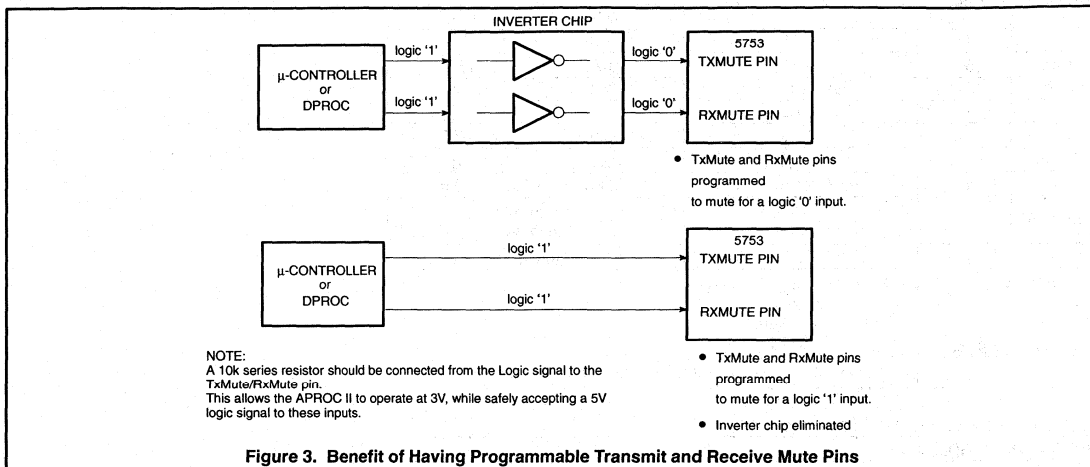 INVERTER CHIP
µ-CONTROLLER
or
DPROC
logic '1'
logic '1'
logic '0'
logic '0'
5753
TXMUTE PIN
RXMUTE PIN
• TxMute and RxMute pins
programmed
to mute for a logic '0' input.
µ-CONTROLLER
or
DPROC
logic '1'
logic '1'
5753
TXMUTE PIN
RXMUTE PIN
NOTE:
A 10k series resistor should be connected from the Logic signal to the
TxMute/RxMute pin.
This allows the APROC II to operate at 3V, while safely accepting a 5V
logic signal to these inputs.
• TxMute and RxMute pins
programmed
to mute for a logic '1' input.
• Inverter chip eliminated
Figure 3. Benefit of Having Programmable Transmit and Receive Mute Pins